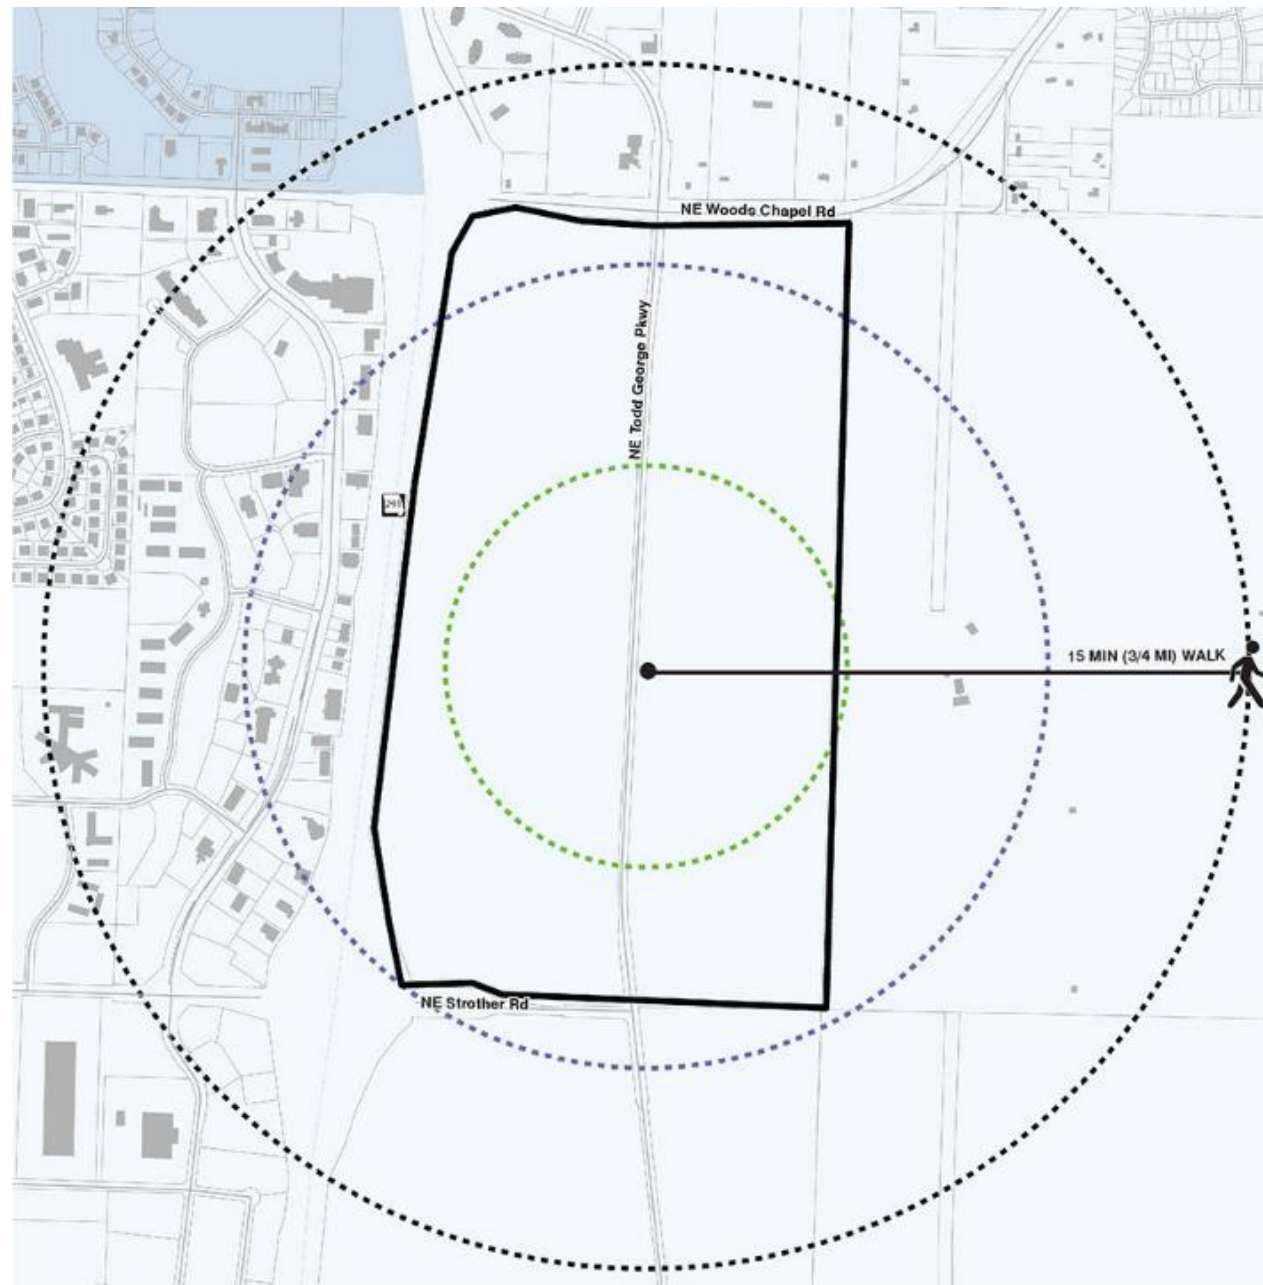 NE Woods Chapel Rd
NE Todd George Pkwy
15 MIN (3/4 MI) WALK
NE Strother Rd